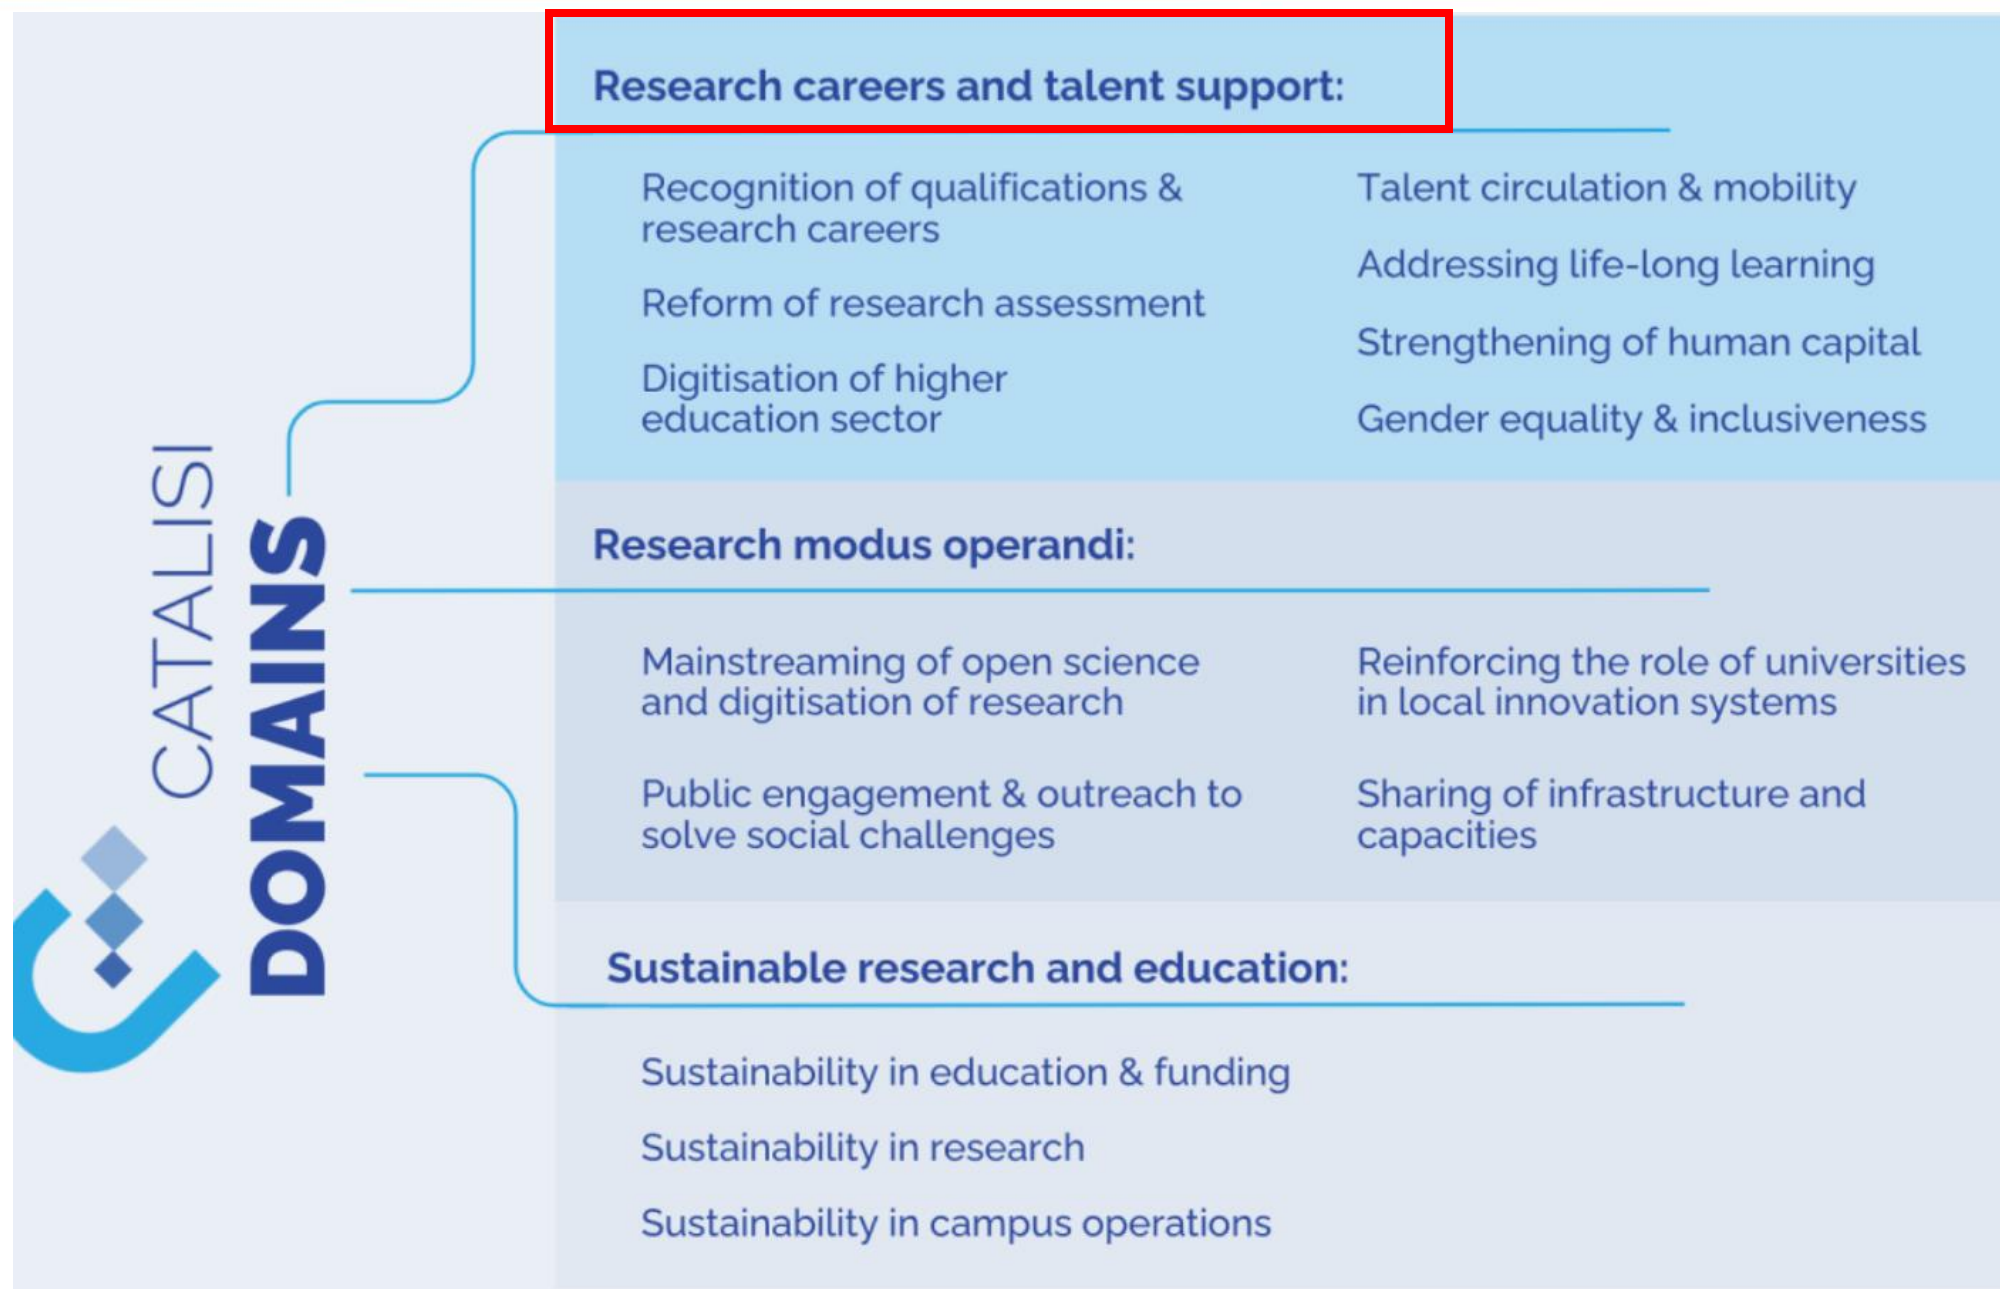 CATALISI
DOMAINS
Research careers and talent support:
Recognition of qualifications &
research careers
Reform of research assessment
Digitisation of higher
education sector
Talent circulation & mobility
Addressing life-long learning
Strengthening of human capital
Gender equality & inclusiveness
Research modus operandi:
Mainstreaming of open science
and digitisation of research
Public engagement & outreach to
solve social challenges
Reinforcing the role of universities
in local innovation systems
Sharing of infrastructure and
capacities
Sustainable research and education:
Sustainability in education & funding
Sustainability in research
Sustainability in campus operations